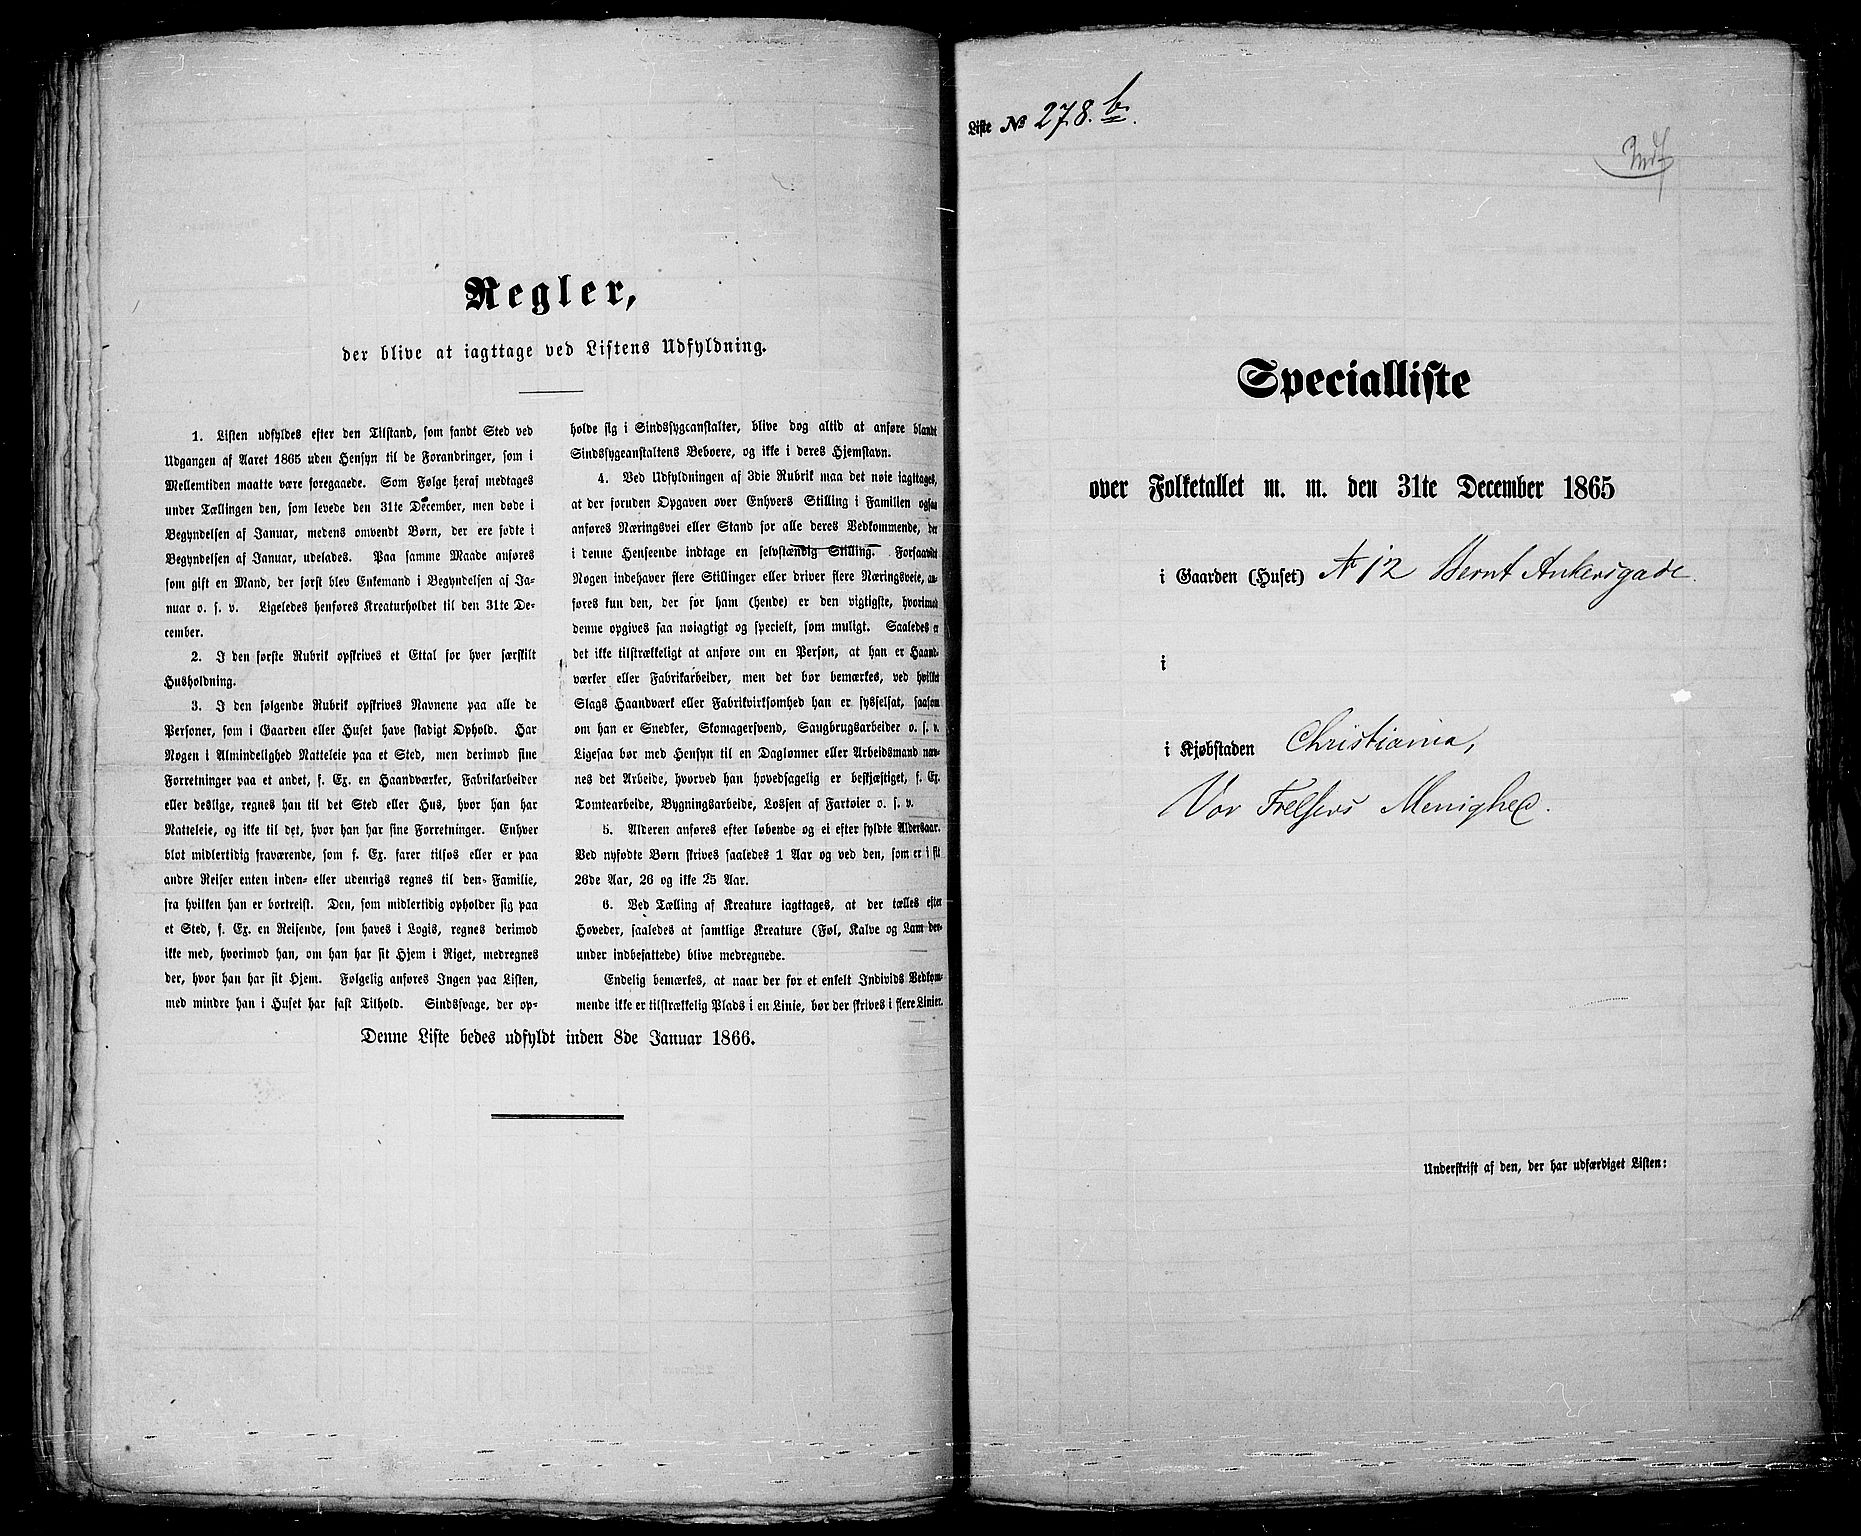 Regler,
der blive at iagttage ved Listens Udfyldning.
1. Listen udfyldes efter den Tilstand, som fandt Sted ved
Udgangen af Aaret 1865 uden Hensyn til de Forandringer, som i
Mellemtiden maatte være foregaaede. Som Følge heraf medtages
under Tællingen den, som levede den 31te December, men døde i
Begyndelsen af Januar, medens omvendt Børn, der ere fødte i
Begyndelsen af Januar, udelades. Paa samme Maade anføres
som gift en Mand, der først blev Enkemand i Begyndelsen af Ja-
nuar o. s. v. Ligeledes henføres Kreaturholdet til den 31te De-
cember.
2. I den første Rubrik opskrives et Ettal for hver særskilt
Husholdning.
3. I den følgende Rubrik opskrives Navnene paa alle de
Personer, som i Gaarden eller Huset have stadigt Ophold. Har
Nogen i Almindelighed Natteleie paa et Sted, men derimod sine
Forretninger paa et andet, f. Ex. en Haandværker, Fabrikarbeider
eller deslige, regnes han til det Sted eller Hus, hvor han har
Natteleie, og ikke til det, hvor han har sine Forretninger. Enhver
blot midlertidig fraværende, som f. Ex. farer tilsøs eller er paa
andre Reiser enten inden- eller udenrigs regnes til den Familie,
fra hvilken han er bortreist. Den, som midlertidig opholder sig paa
et Sted, f. Ex. en Reisende, som haves i Logis, regnes derimod
ikke med, hvorimod han, om han har sit Hjem i Riget, medregnes
der, hvor han har sit Hjem. Følgelig anføres Ingen paa Listen,
med mindre han i Huset har fast Tilhold. Sindssvage, der op-
holde sig i Sindssygeanstalter, blive dog altid at anføre blandt
Sindssygeanstaltens Beboere, og ikke i deres Hjemstavn.
4. Ved Udfyldningen af 3die Rubrik maa det nøie iagttages,
at der foruden Opgaven over Enhvers Stilling i Familien ogsaa
anføres Næringsvei eller Stand for alle deres Vedkommende, der
i denne Henseende indtage en selvstændig Stilling. Forsaavidt
Nogen indehaver flere Stillinger eller driver flere Næringsveie, an-
føres kun den, der for ham (hende) er den vigtigste, hvorimod
denne opgives saa nøiagtigt og specielt, som muligt. Saaledes er
det ikke tilstrækkeligt at anføre om en Person, at han er Haand-
værker eller Fabrikarbeider, men det bør bemærkes, ved hvilket
Slags Haandværk eller Fabrikvirksomhed han er sysselsat, saasom
om han er Snedker, Skomagersvend, Saugbrugsarbeider o. s. v.
Ligesaa bør med Hensyn til en Daglønner eller Arbeidsmand næv-
nes det Arbeide, hvorved han hovedsagelig er beskjæftiget, f. Ex.
Tomtearbeide, Bygningsarbeide, Lossen af Fartøier o. s. v.
5. Alderen anføres efter løbende og ei efter fyldte Aldersaar.
Ved nyfødte Børn skrives saaledes 1 Aar og ved den, som er i sit
26de Aar, 26 og ikke 25 Aar.
6. Ved Tælling af Kreature iagttages, at der tælles efter
Hoveder, saaledes at samtlige Kreature (Føl, Kalve og Lam der-
under indbefattede) blive medregnede.
Endelig bemærkes, at naar der for et enkelt Individs Vedkom-
mende ikke er tilstrækkelig Plads i en Linie, bør der skrives i flere Linier.
Denne Liste bedes udfyldt inden 8de Januar 1866.
Liste № 278.b.
Specialliste
over Folketallet m. m. den 31te December 1865
i Gaarden (Huset) № 12 Bernt Ankersgade.
i
i Kjøbstaden Christiania,
Vor Frelsers Menighed.
Underskrift af den, der har udfærdiget Listen: